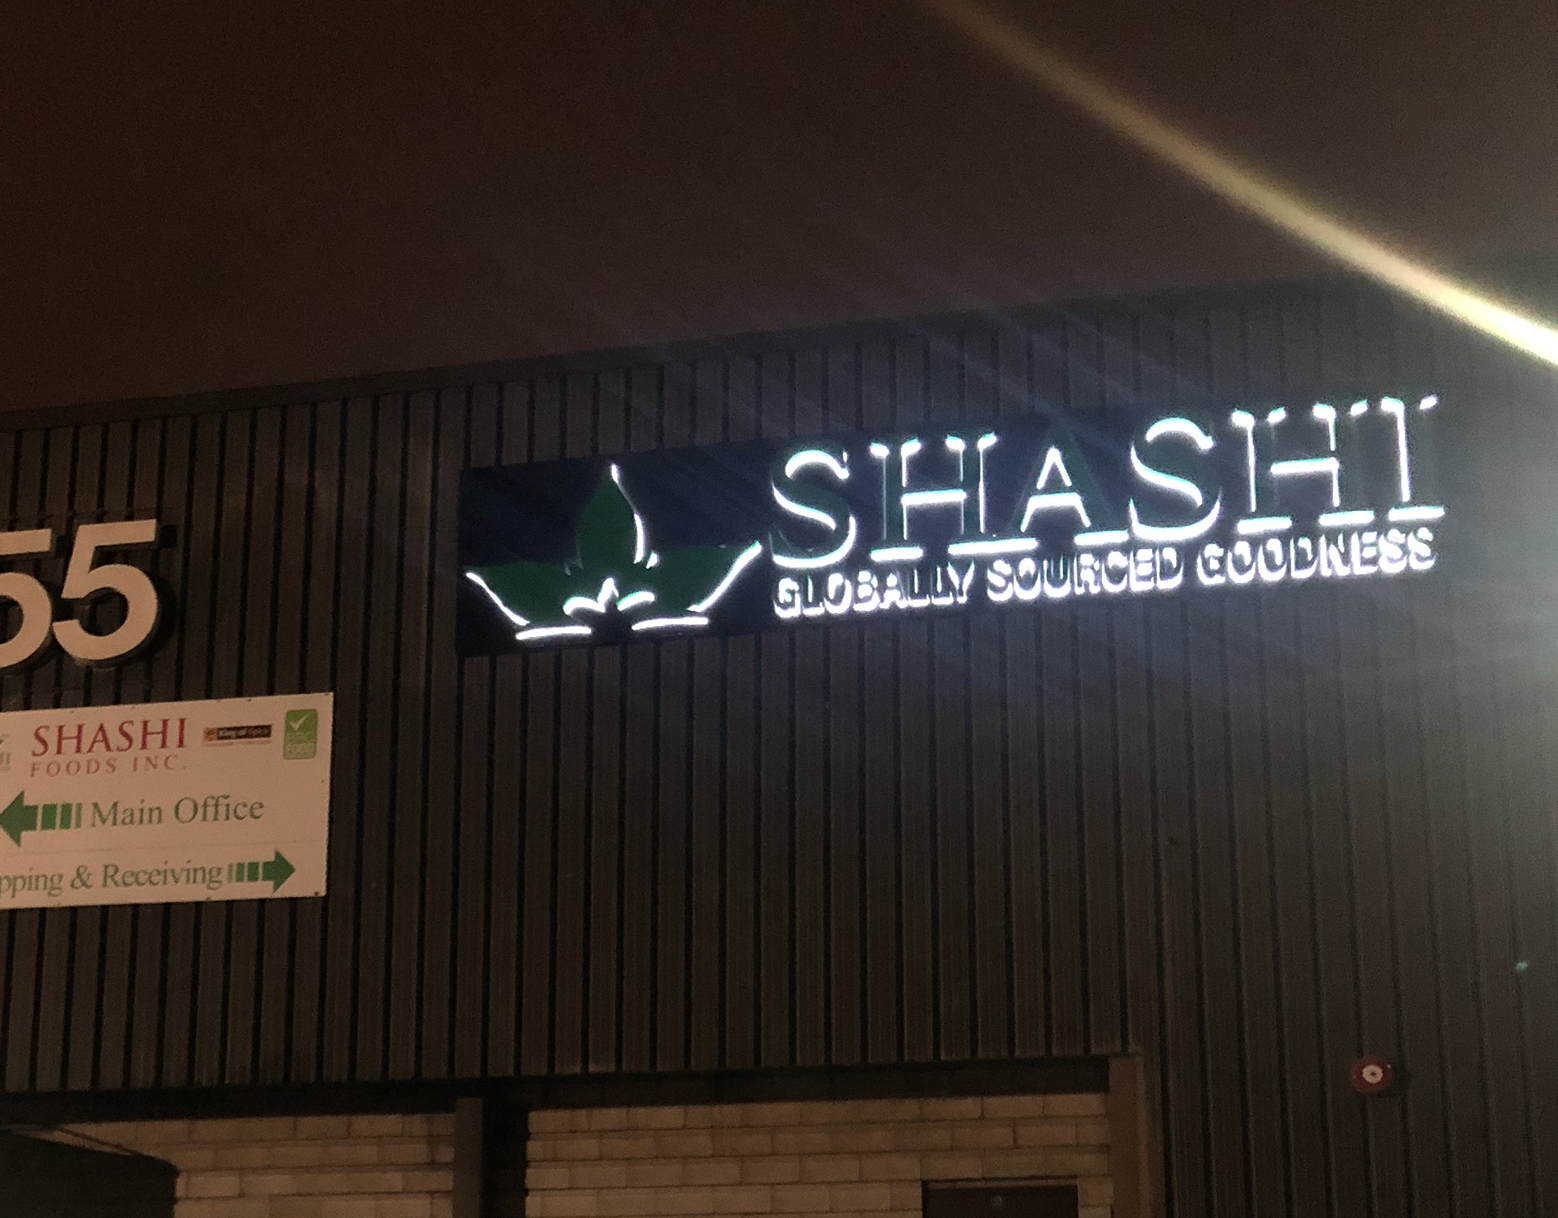 SHASHI
GLOBALLY SOURCED GOODNESS
55
SHASHI
FOODS INC.
Main Office
pping & Receiving